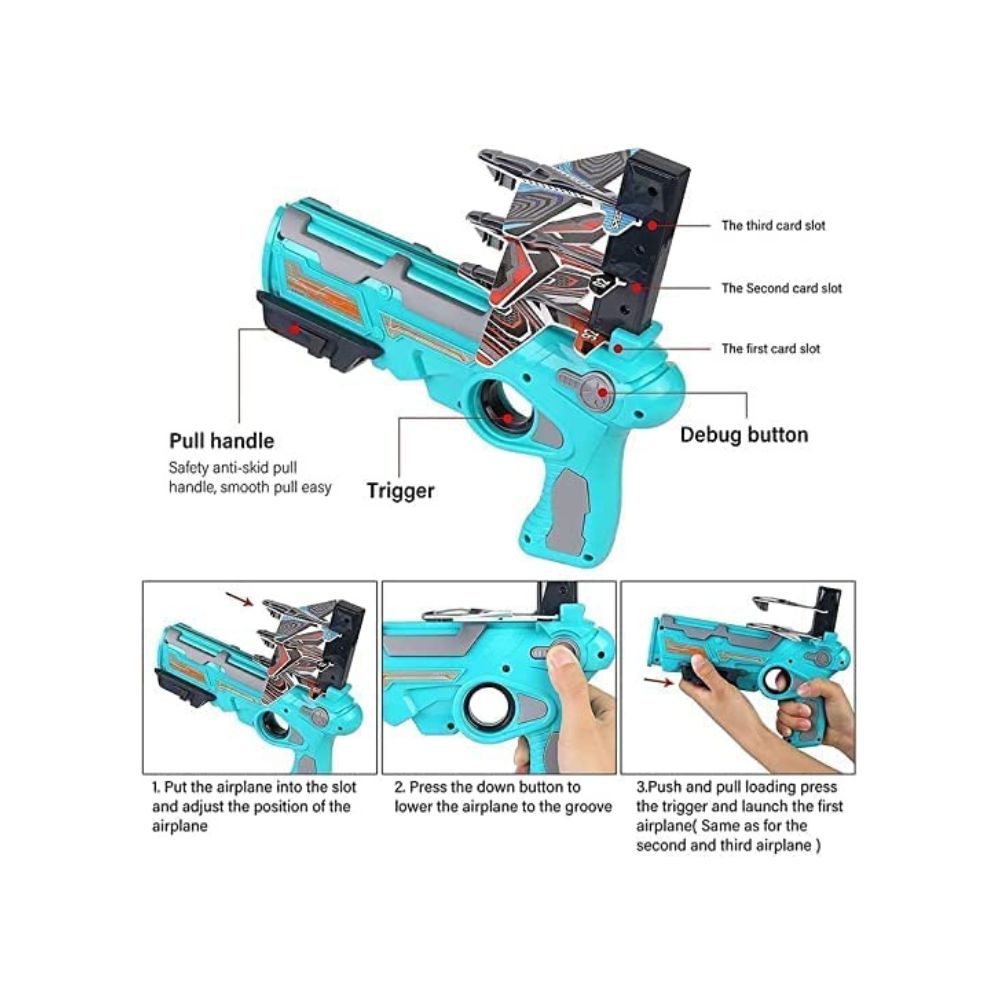 The third card slot
The Second card slot
The first card slot
Pull handle
Safety anti-skid pull
handle, smooth pull easy
Trigger
Debug button
1. Put the airplane into the slot
and adjust the position of the
airplane
2. Press the down button to
lower the airplane to the groove
3.Push and pull loading press
the trigger and launch the first
airplane( Same as for the
second and third airplane )